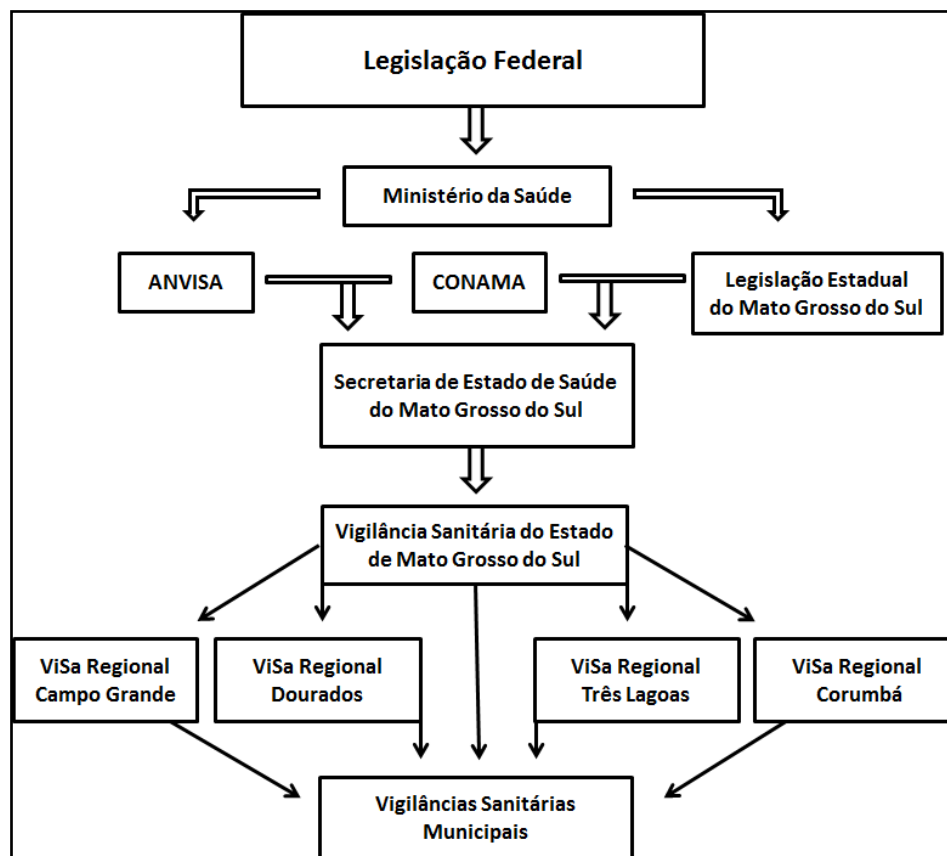 Legislação Federal
Ministério da Saúde
ANVISA
CONAMA
Legislação Estadual
do Mato Grosso do Sul
Secretaria de Estado de Saúde
do Mato Grosso do Sul
Vigilância Sanitária do Estado
de Mato Grosso do Sul
ViSa Regional
Campo Grande
ViSa Regional
Dourados
ViSa Regional
Três Lagoas
ViSa Regional
Corumbá
Vigilâncias Sanitárias
Municipais